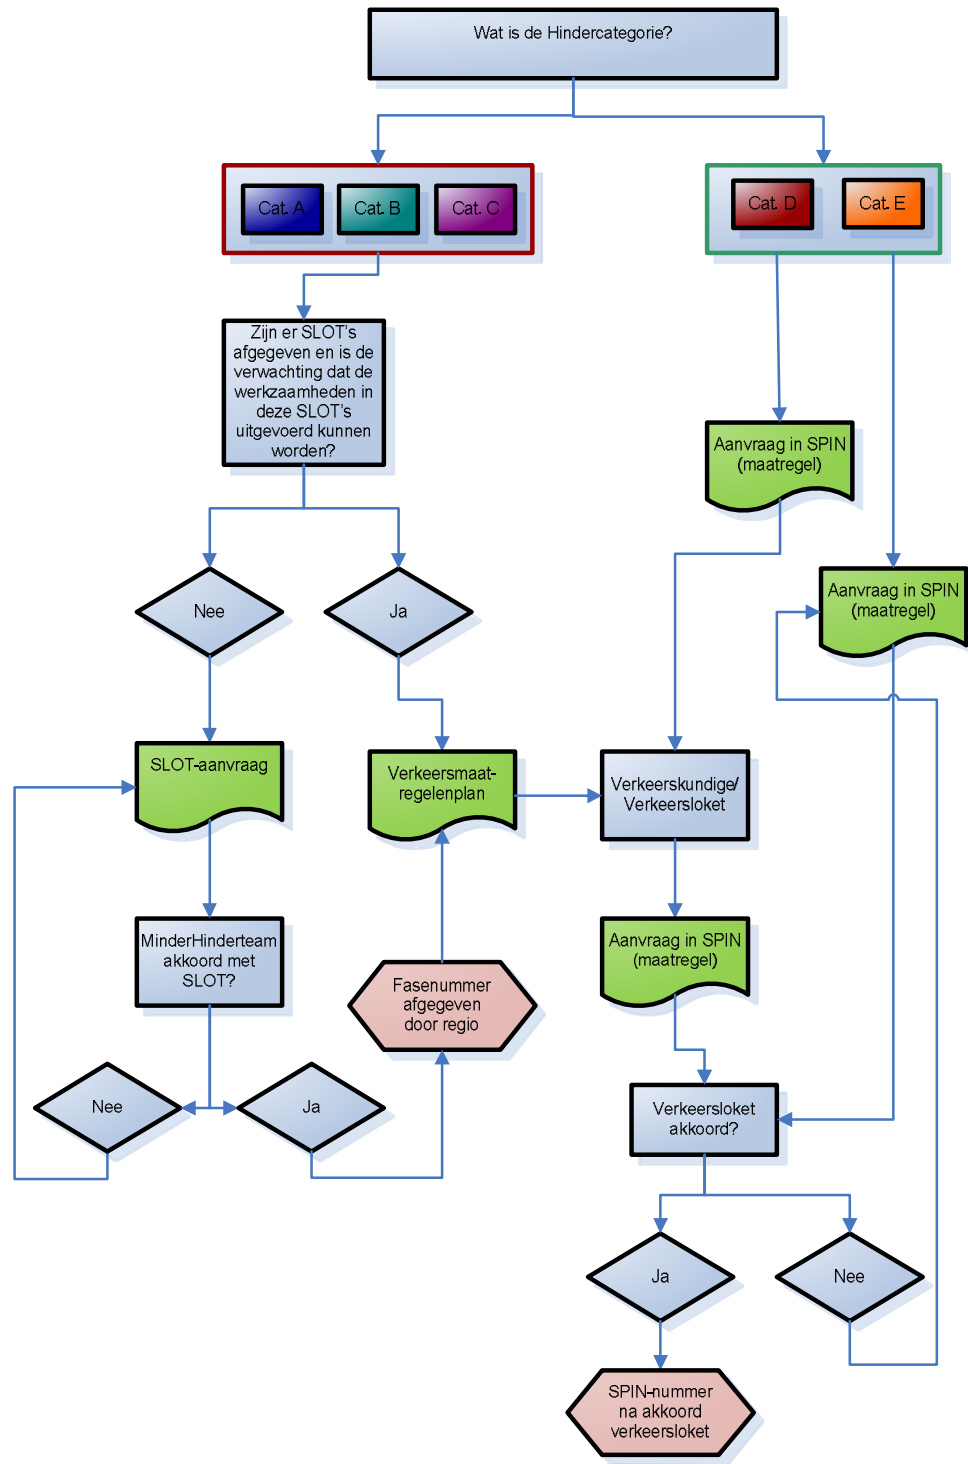 Wat is de Hindercategorie?
Cat. A
Cat. B
Cat. C
Cat. D
Cat. E
Zijn er SLOT's
afgegeven en is de
verwachting dat de
werkzaamheden in
deze SLOT's
uitgevoerd kunnen
worden?
Aanvraag in SPIN
(maatregel)
Nee
Ja
Aanvraag in SPIN
(maatregel)
SLOT-aanvraag
Verkeersmaat-
regelenplan
Verkeerskundige/
Verkeersloket
MinderHinderteam
akkoord met
SLOT?
Fasenummer
afgegeven
door regio
Aanvraag in SPIN
(maatregel)
Nee
Ja
Verkeersloket
akkoord?
Ja
Nee
SPIN-nummer
na akkoord
verkeersloket